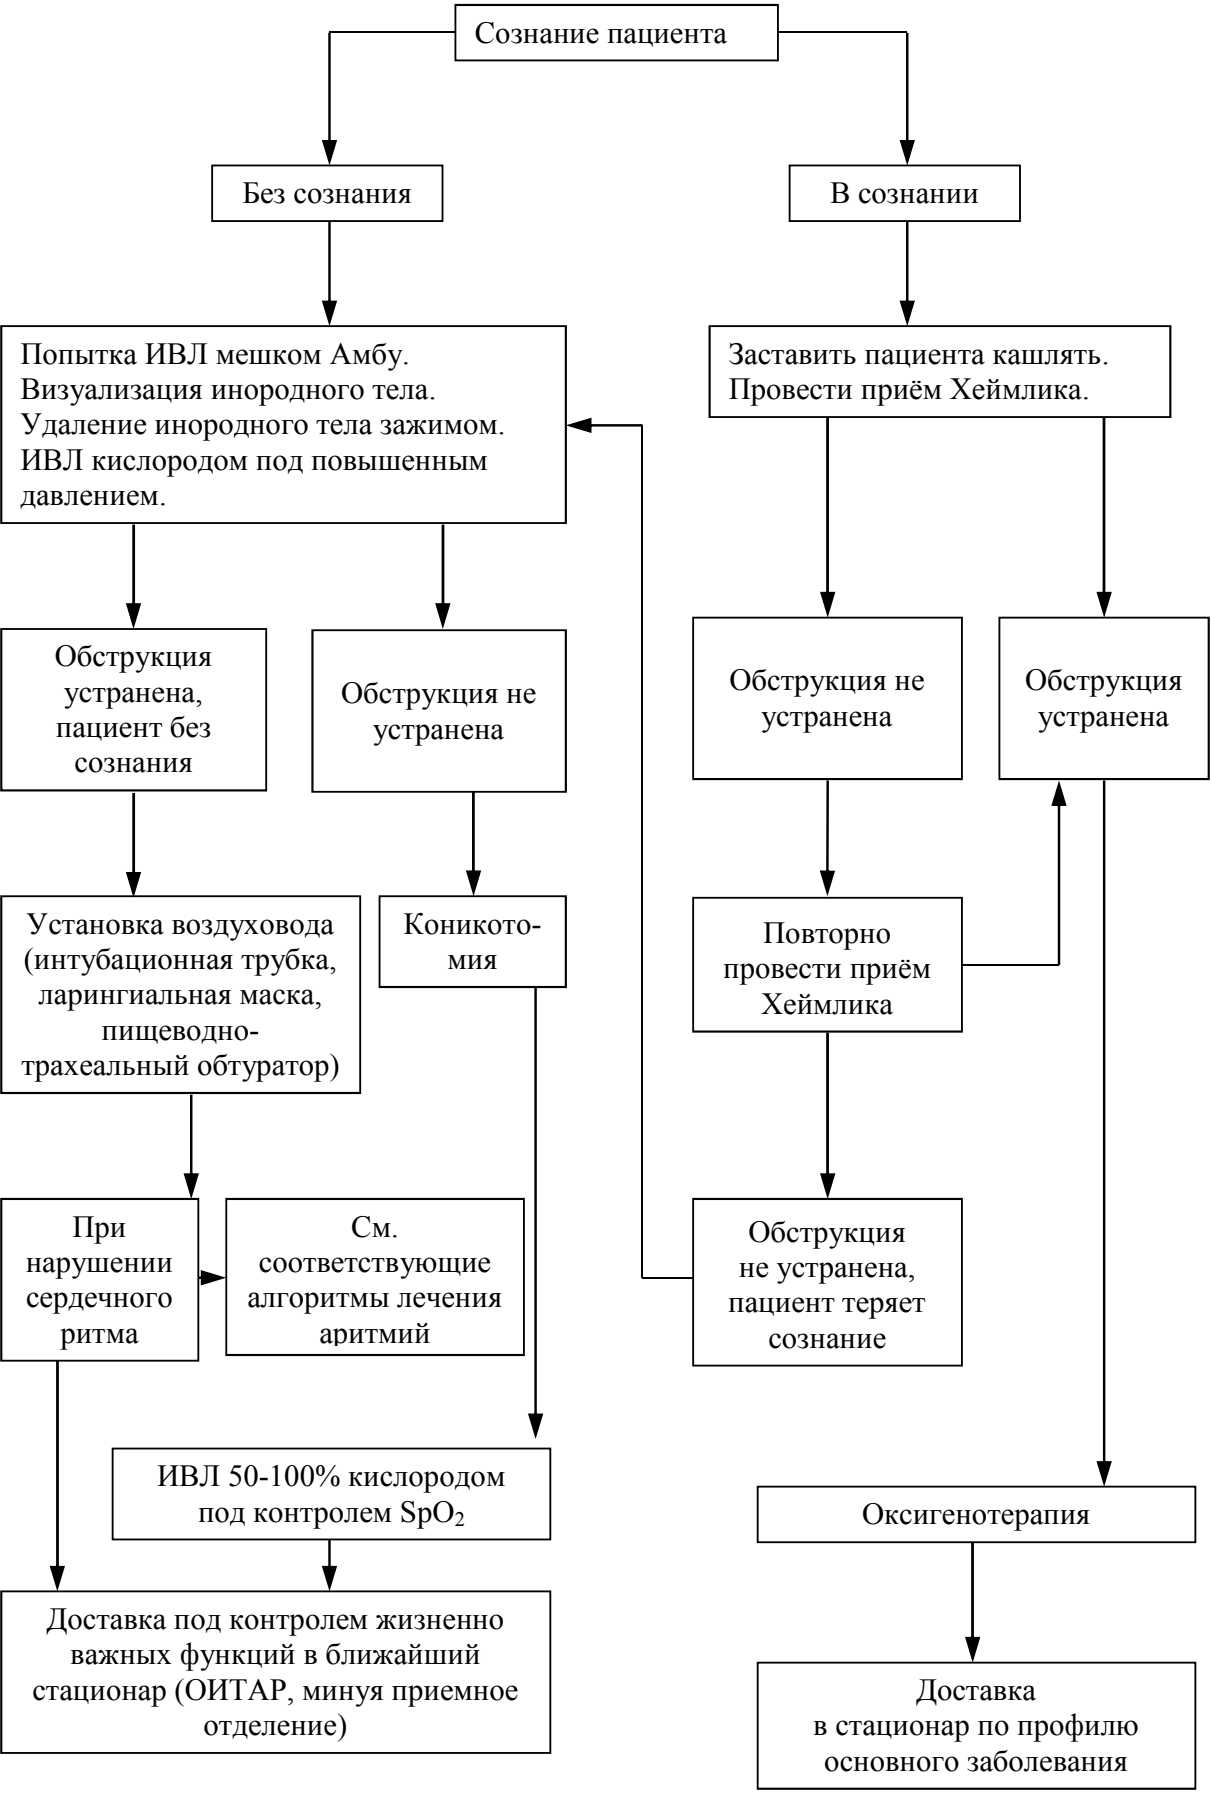 Сознание пациента
Без сознания
В сознании
Попытка ИВЛ мешком Амбу.
Визуализация инородного тела.
Удаление инородного тела зажимом.
ИВЛ кислородом под повышенным
давлением.
Заставить пациента кашлять.
Провести приём Хеймлика.
Обструкция
устранена,
пациент без
сознания
Обструкция не
устранена
Обструкция не
устранена
Обструкция
устранена
Установка воздуховода
(интубационная трубка,
ларингиальная маска,
пищеводно-
трахеальный обтуратор)
Коникото-
мия
Повторно
провести приём
Хеймлика
При
нарушении
сердечного
ритма
См.
соответствующие
алгоритмы лечения
аритмий
Обструкция
не устранена,
пациент теряет
сознание
ИВЛ 50-100% кислородом
под контролем SpO₂
Оксигенотерапия
Доставка под контролем жизненно
важных функций в ближайший
стационар (ОИТАР, минуя приемное
отделение)
Доставка
в стационар по профилю
основного заболевания